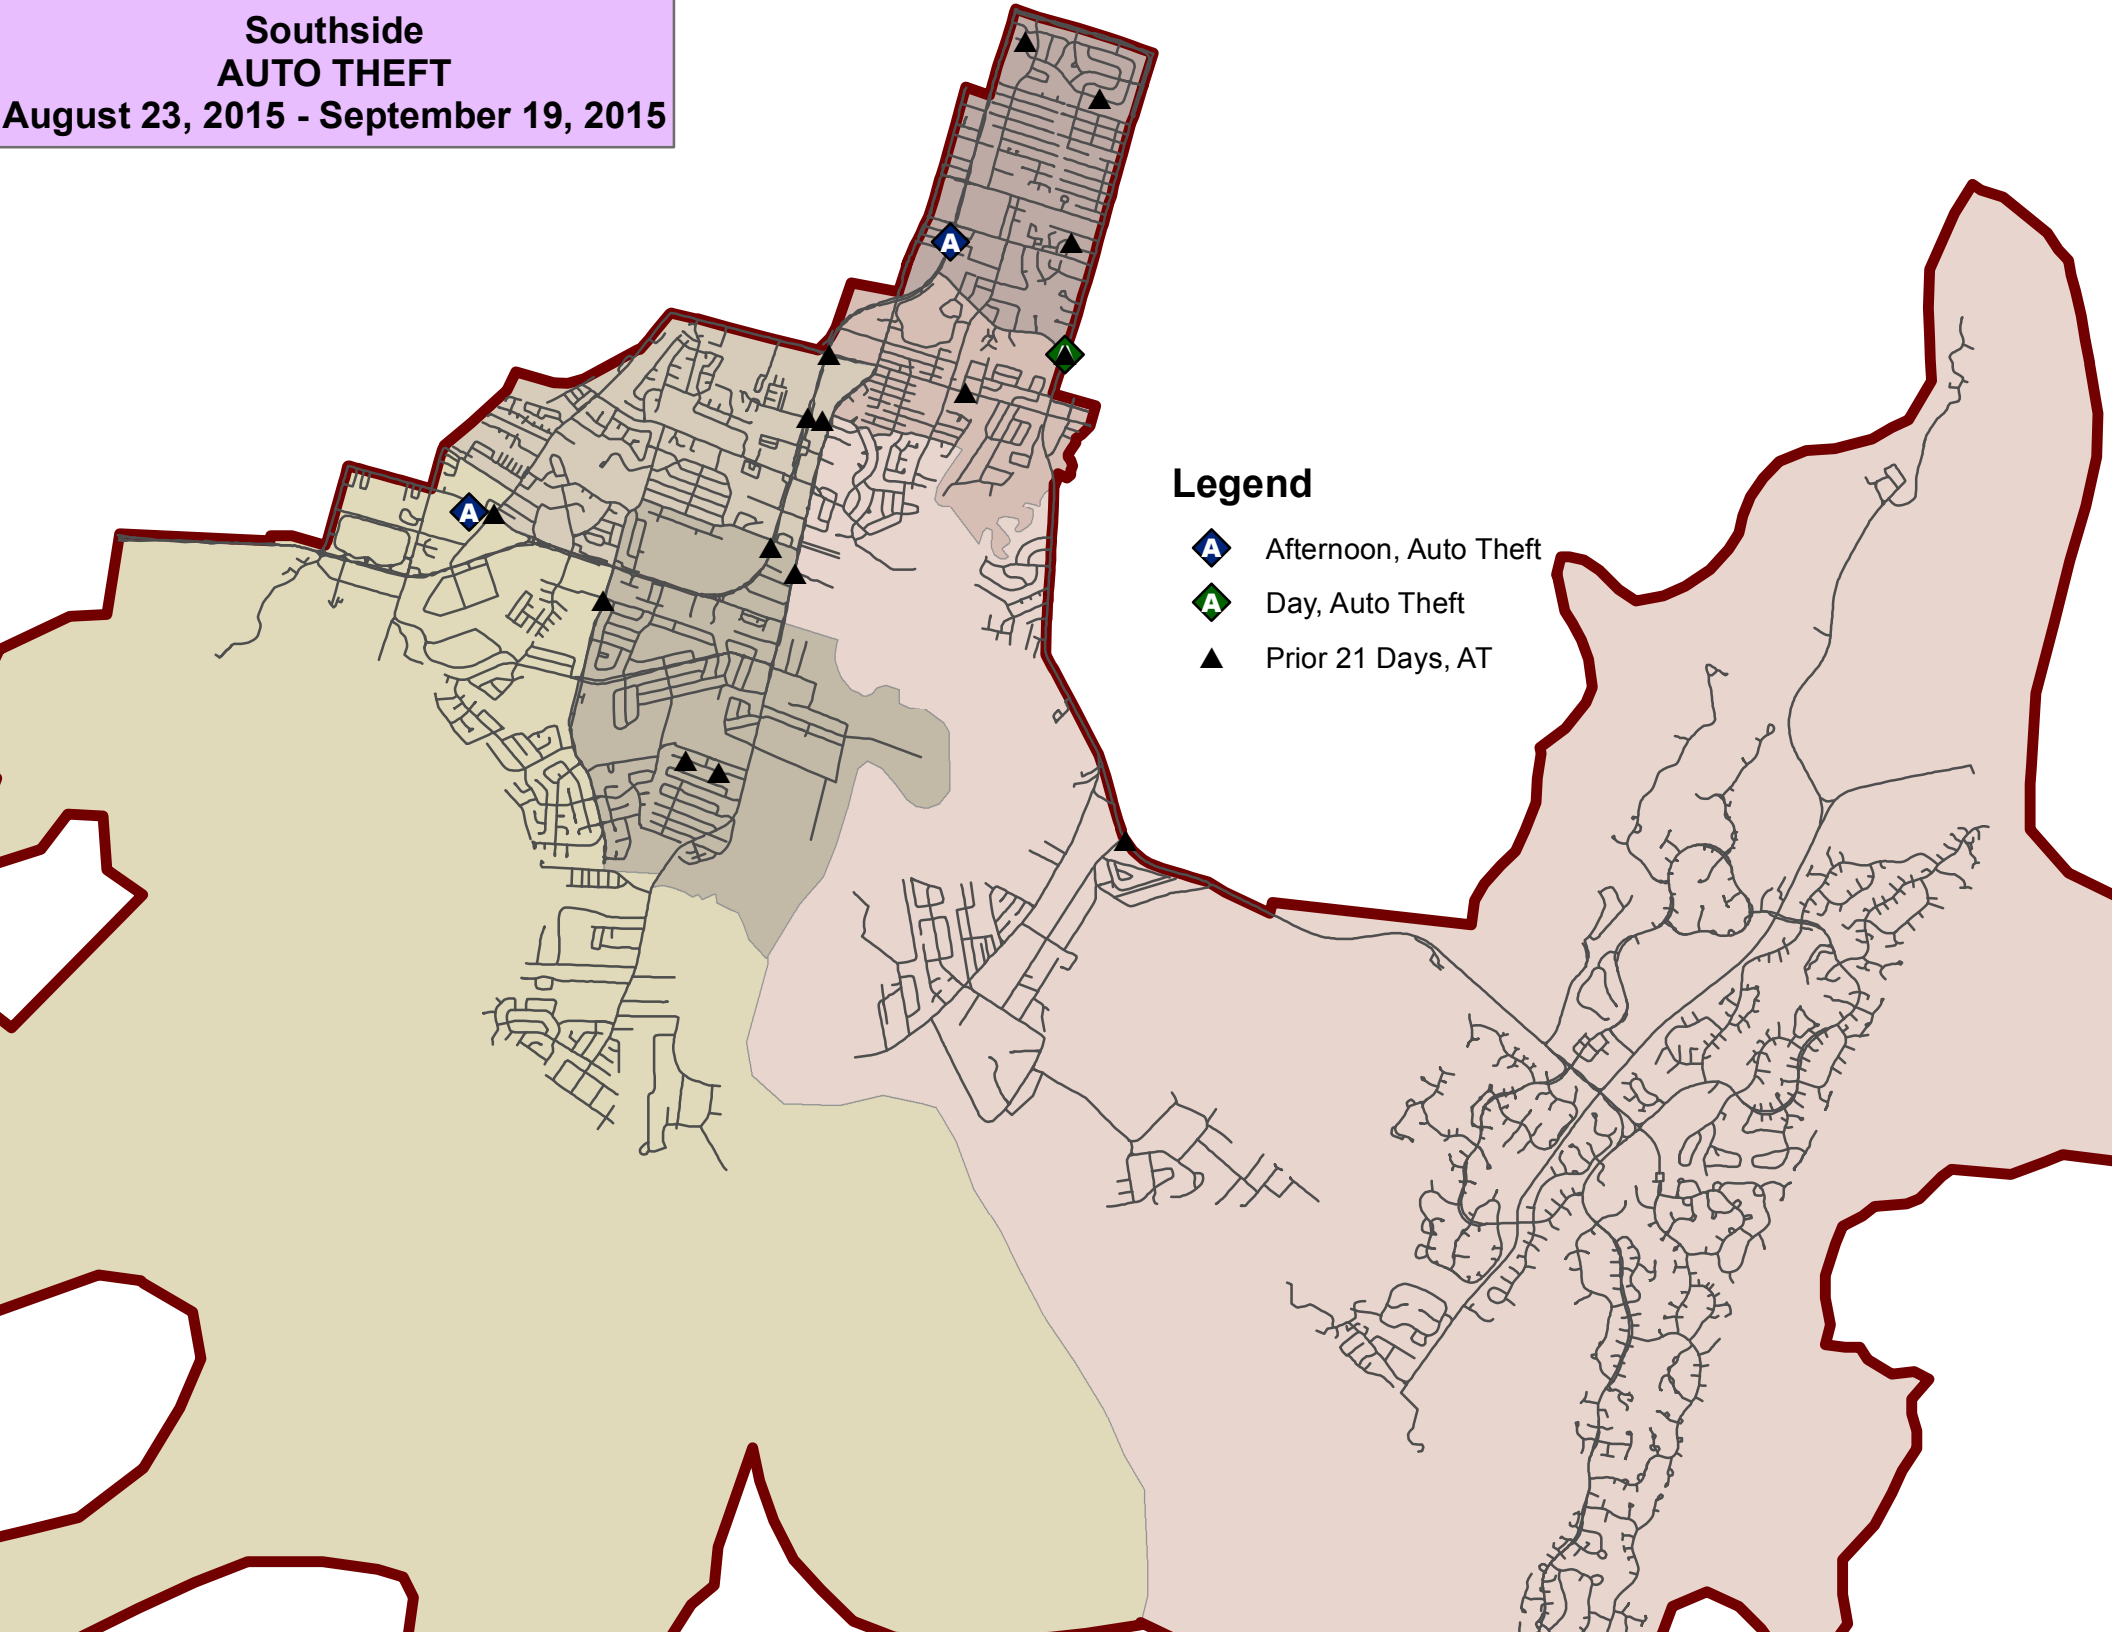 Southside
AUTO THEFT
August 23, 2015 - September 19, 2015
A
A
A
Legend
A Afternoon, Auto Theft
A Day, Auto Theft
Prior 21 Days, AT